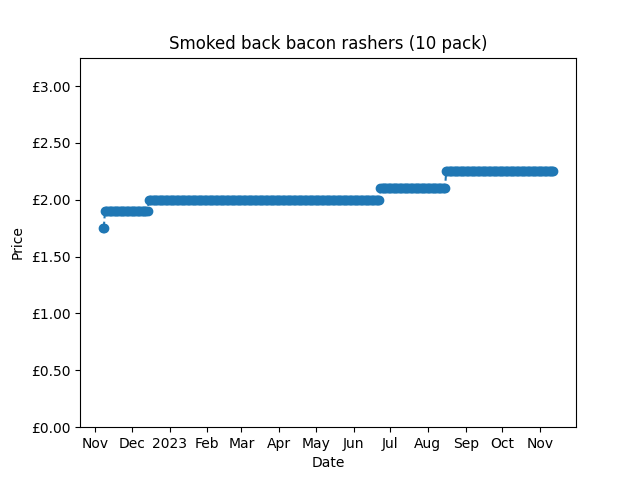 Smoked back bacon rashers (10 pack)
£3.00
£2.50
£2.00
£1.50
£1.00
£0.50
£0.00
Price
Nov Dec 2023 Feb Mar Apr May Jun Jul Aug Sep Oct Nov
Date